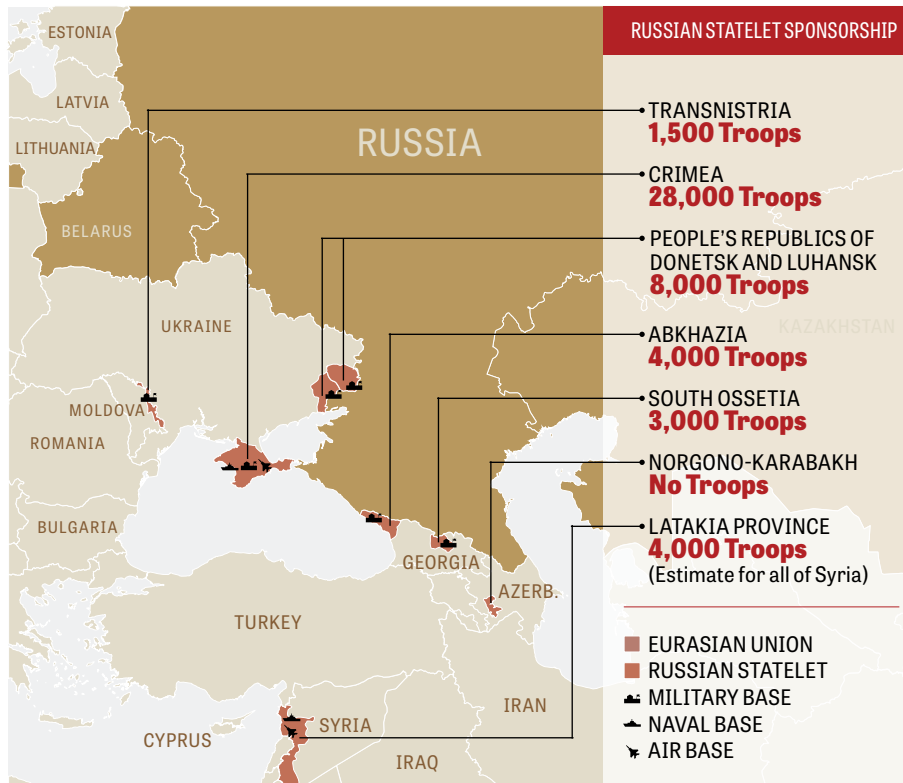 RUSSIAN STATELET SPONSORSHIP
ESTONIA
LATVIA
LITHUANIA
BELARUS
RUSSIA
UKRAINE
MOLDOVA
ROMANIA
BULGARIA
GEORGIA
AZERB.
TURKEY
CYPRUS
SYRIA
IRAQ
IRAN
KAZAKHSTAN
TRANSNISTRIA
1,500 Troops
CRIMEA
28,000 Troops
PEOPLE'S REPUBLICS OF
DONETSK AND LUHANSK
8,000 Troops
ABKHAZIA
4,000 Troops
SOUTH OSSETIA
3,000 Troops
NORGONO-KARABAKH
No Troops
LATAKIA PROVINCE
4,000 Troops
(Estimate for all of Syria)
EURASIAN UNION
RUSSIAN STATELET
MILITARY BASE
NAVAL BASE
AIR BASE